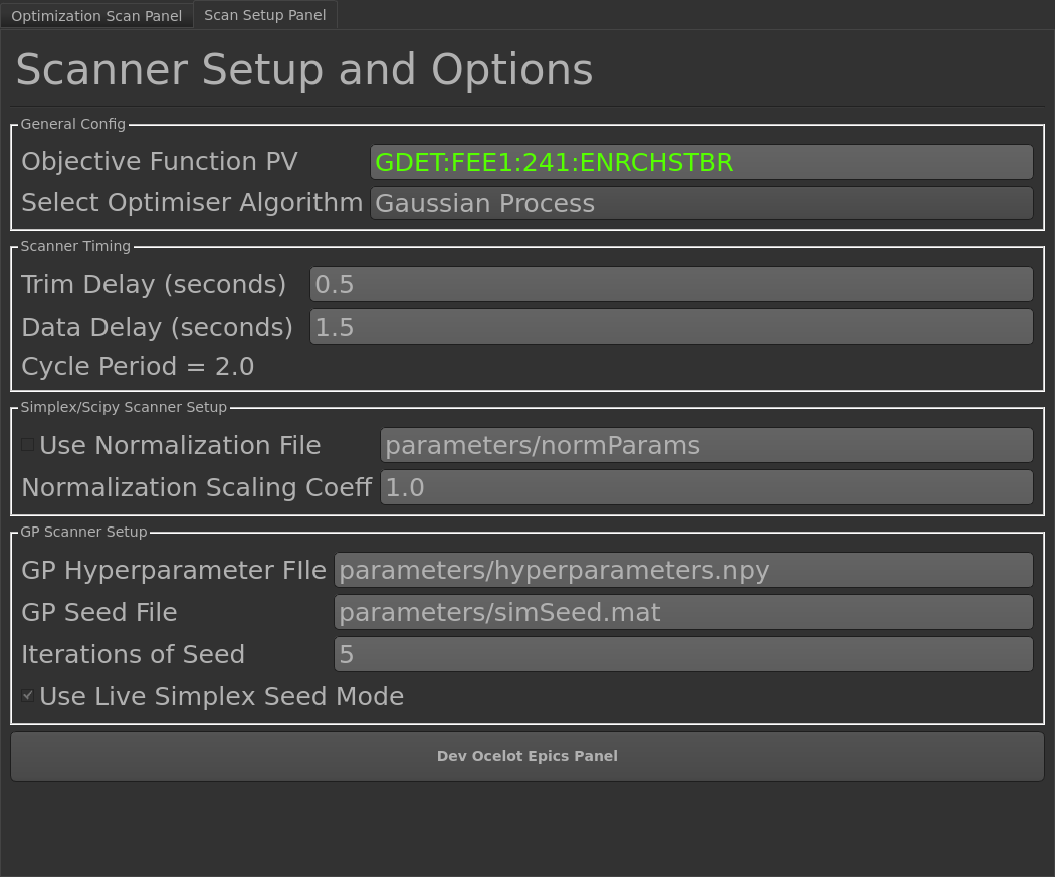 Optimization Scan Panel
Scan Setup Panel
Scanner Setup and Options
General Config
Objective Function PV GDET:FEE1:241:ENRCHSTBR
Select Optimiser Algorithm Gaussian Process
Scanner Timing
Trim Delay (seconds) 0.5
Data Delay (seconds) 1.5
Cycle Period = 2.0
Simplex/Scipy Scanner Setup
Use Normalization File parameters/normParams
Normalization Scaling Coeff 1.0
GP Scanner Setup
GP Hyperparameter FIle parameters/hyperparameters.npy
GP Seed File parameters/simSeed.mat
Iterations of Seed 5
Use Live Simplex Seed Mode
Dev Ocelot Epics Panel